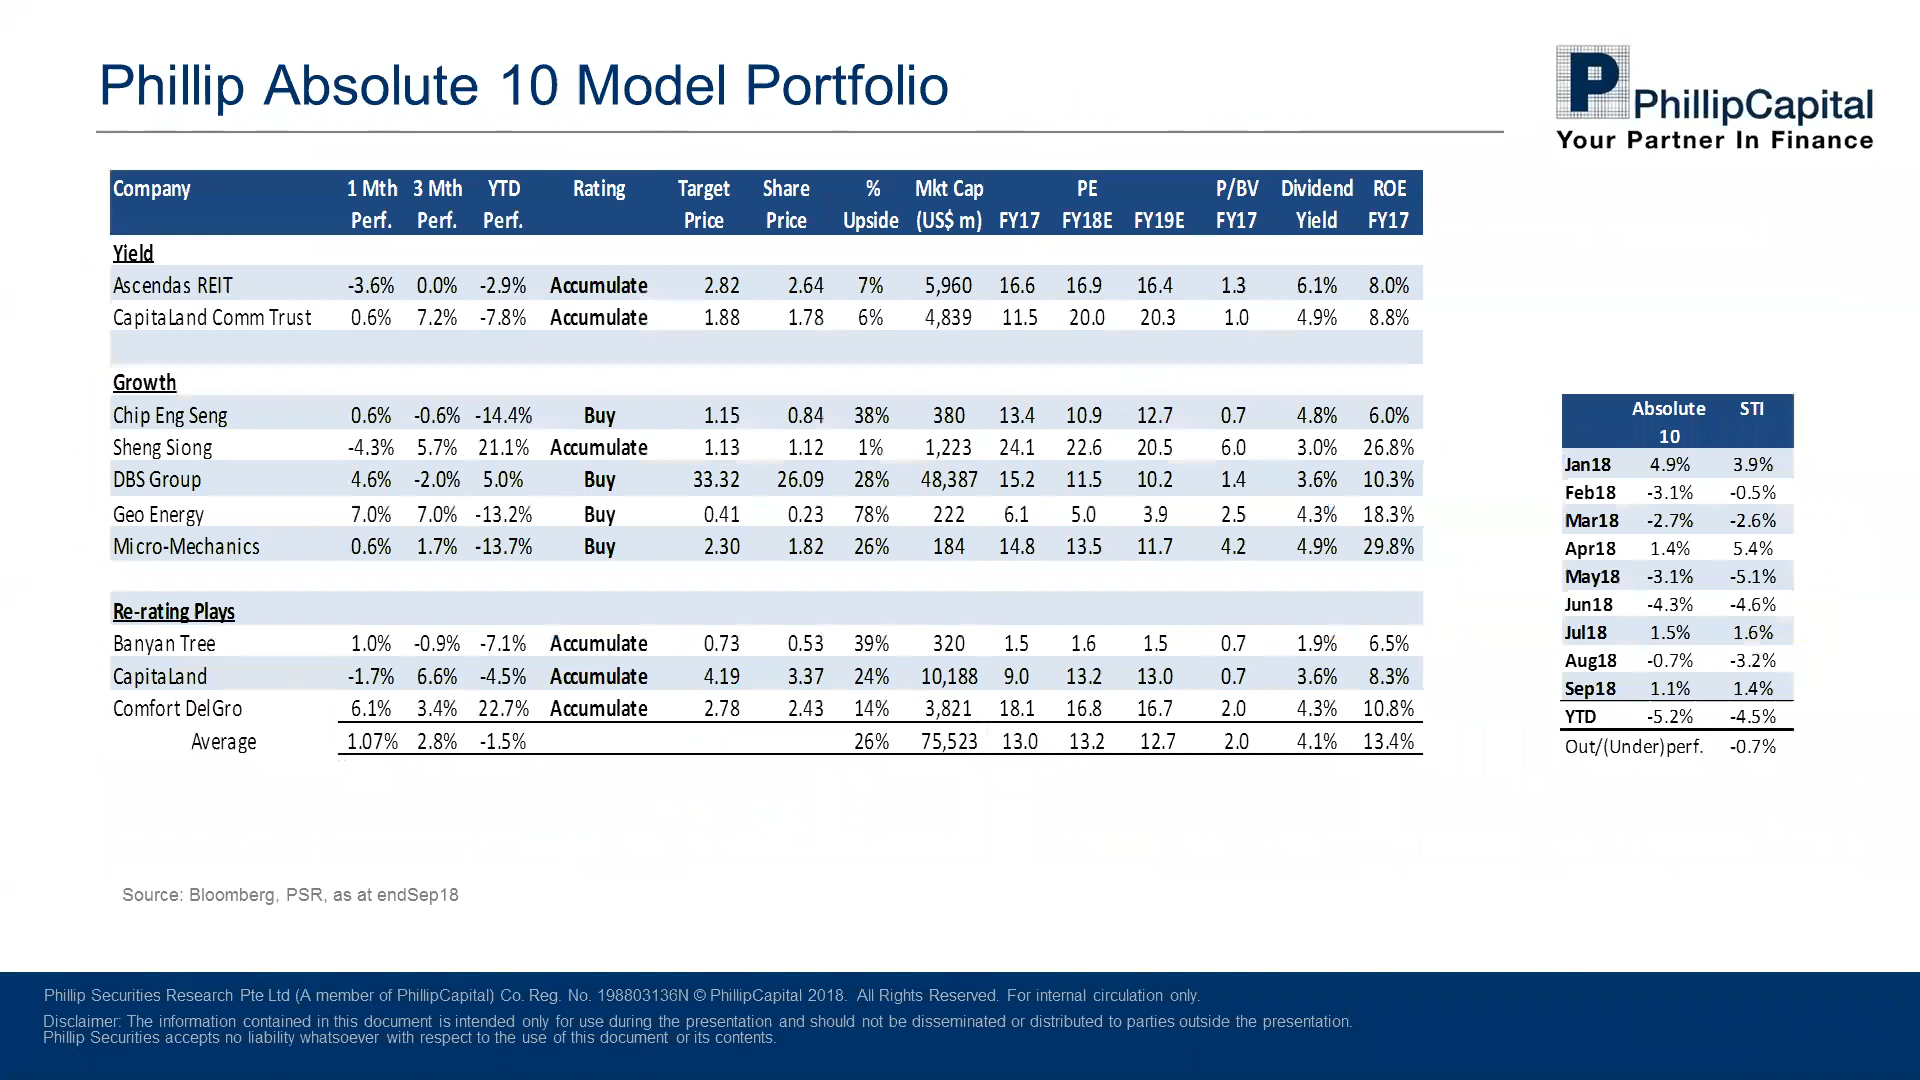 Phillip Absolute 10 Model Portfolio
P PhillipCapital
Your Partner In Finance
Company 1 Mth 3 Mth YTD Rating Target Share % Mkt Cap PE P/BV Dividend ROE
Perf. Perf. Perf. Price Price Upside (US$ m) FY17 FY18E FY19E FY17 Yield FY17
Yield
Ascendas REIT -3.6% 0.0% -2.9% Accumulate 2.82 2.64 7% 5,960 16.6 16.9 16.4 1.3 6.1% 8.0%
CapitaLand Comm Trust 0.6% 7.2% -7.8% Accumulate 1.88 1.78 6% 4,839 11.5 20.0 20.3 1.0 4.9% 8.8%
Growth
Chip Eng Seng 0.6% -0.6% -14.4% Buy 1.15 0.84 38% 380 13.4 10.9 12.7 0.7 4.8% 6.0%
Sheng Siong -4.3% 5.7% 21.1% Accumulate 1.13 1.12 1% 1,223 24.1 22.6 20.5 6.0 3.0% 26.8%
DBS Group 4.6% -2.0% 5.0% Buy 33.32 26.09 28% 48,387 15.2 11.5 10.2 1.4 3.6% 10.3%
Geo Energy 7.0% 7.0% -13.2% Buy 0.41 0.23 78% 222 6.1 5.0 3.9 2.5 4.3% 18.3%
Micro-Mechanics 0.6% 1.7% -13.7% Buy 2.30 1.82 26% 184 14.8 13.5 11.7 4.2 4.9% 29.8%
Re-rating Plays
Banyan Tree 1.0% -0.9% -7.1% Accumulate 0.73 0.53 39% 320 1.5 1.6 1.5 0.7 1.9% 6.5%
CapitaLand -1.7% 6.6% -4.5% Accumulate 4.19 3.37 24% 10,188 9.0 13.2 13.0 0.7 3.6% 8.3%
Comfort DelGro 6.1% 3.4% 22.7% Accumulate 2.78 2.43 14% 3,821 18.1 16.8 16.7 2.0 4.3% 10.8%
Average 1.07% 2.8% -1.5% 26% 75,523 13.0 13.2 12.7 2.0 4.1% 13.4%
Absolute STI
10
Jan18 4.9% 3.9%
Feb18 -3.1% -0.5%
Mar18 -2.7% -2.6%
Apr18 1.4% 5.4%
May18 -3.1% -5.1%
Jun18 -4.3% -4.6%
Jul18 1.5% 1.6%
Aug18 -0.7% -3.2%
Sep18 1.1% 1.4%
YTD -5.2% -4.5%
Out/(Under)perf. -0.7%
Source: Bloomberg, PSR, as at endSep18
Phillip Securities Research Pte Ltd (A member of PhillipCapital) Co. Reg. No. 198803136N © PhillipCapital 2018. All Rights Reserved. For internal circulation only.
Disclaimer: The information contained in this document is intended only for use during the presentation and should not be disseminated or distributed to parties outside the presentation.
Phillip Securities accepts no liability whatsoever with respect to the use of this document or its contents.